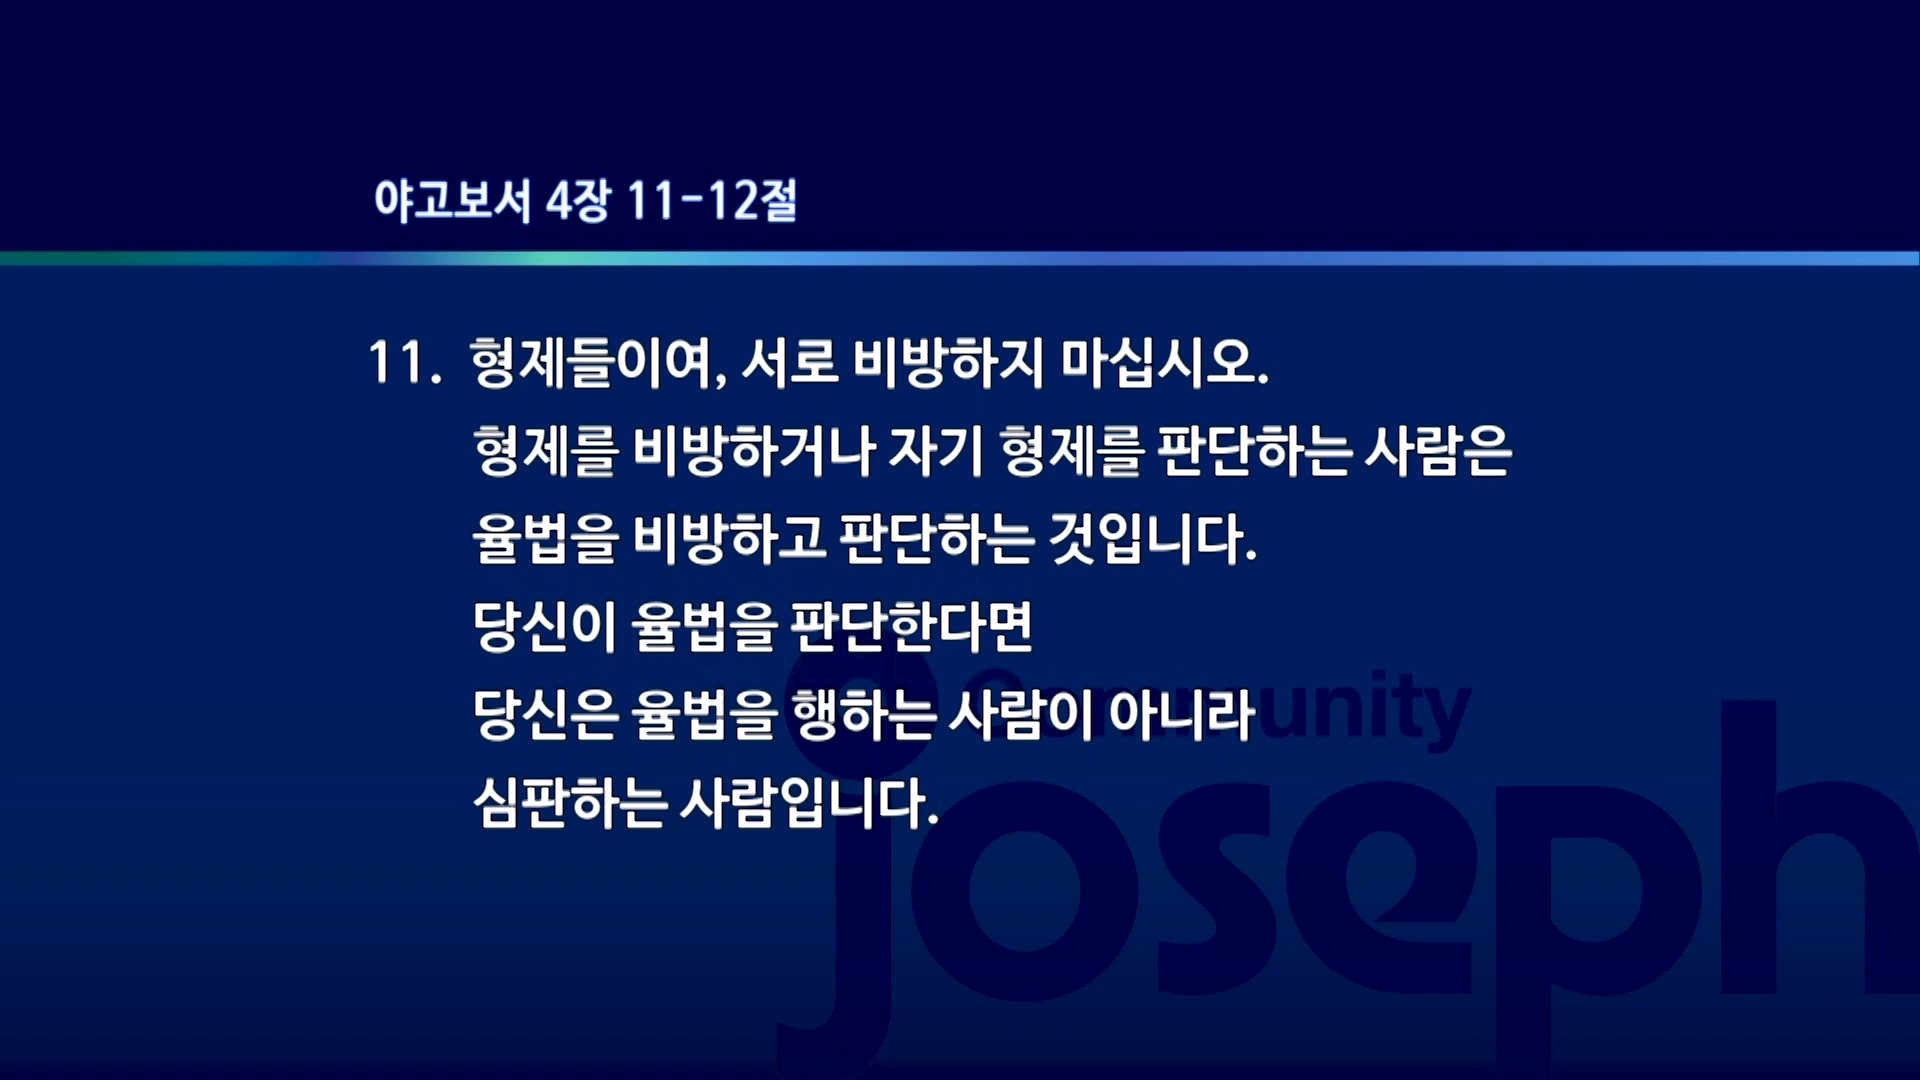 야고보서 4장 11-12절
11. 형제들이여, 서로 비방하지 마십시오.
형제를 비방하거나 자기 형제를 판단하는 사람은
율법을 비방하고 판단하는 것입니다.
당신이 율법을 판단한다면
당신은 율법을 행하는 사람이 아니라
심판하는 사람입니다.
Community
joseph